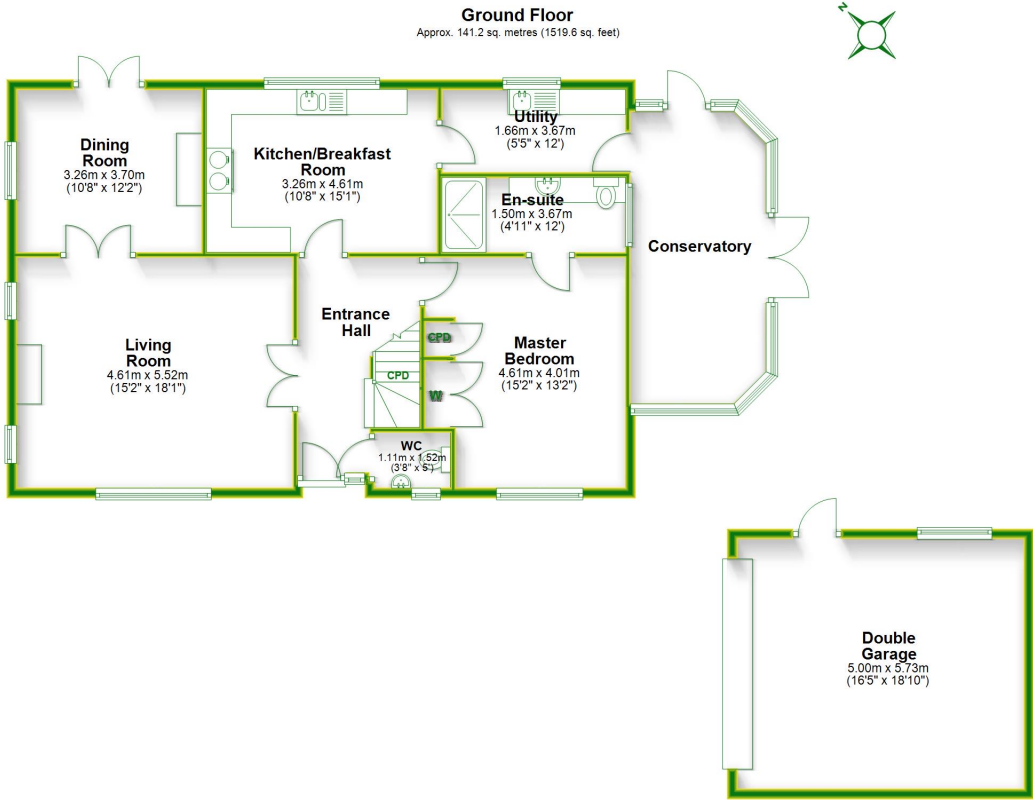 Ground Floor
Approx. 141.2 sq. metres (1519.6 sq. feet)
N
Dining
Room
3.26m x 3.70m
(10'8" x 12'2")
Kitchen/Breakfast
Room
3.26m x 4.61m
(10'8" x 15'1")
Utility
1.66m x 3.67m
(5'5" x 12')
En-suite
1.50m x 3.67m
(4'11" x 12')
Conservatory
Living
Room
4.61m x 5.52m
(15'2" x 18'1")
Entrance
Hall
CPD
CPD
W
Master
Bedroom
4.61m x 4.01m
(15'2" x 13'2")
WC
1.11m x 1.52m
(3'8" x 5')
Double
Garage
5.00m x 5.73m
(16'5" x 18'10")